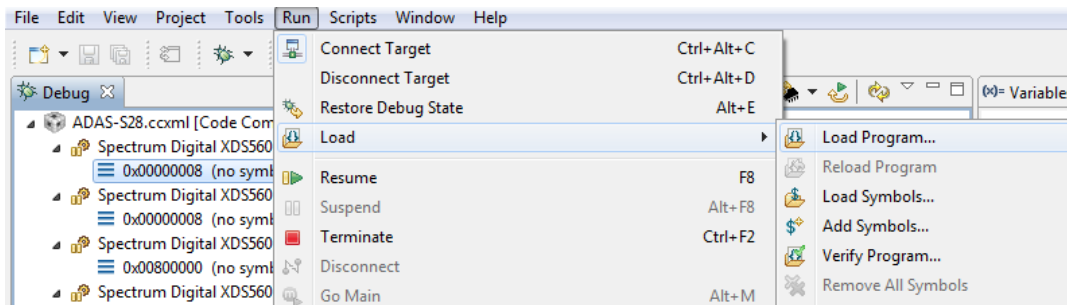 File Edit View Project Tools Run Scripts Window Help
Connect Target Ctrl+Alt+C
Disconnect Target Ctrl+Alt+D
Restore Debug State Alt+E
Load
Resume F8
Suspend Alt+F8
Terminate Ctrl+F2
Disconnect
Go Main Alt+M
Debug
ADAS-S28.ccxml [Code Com
Spectrum Digital XDS560
0x00000008 (no symb
Spectrum Digital XDS560
0x00000008 (no symb
Spectrum Digital XDS560
0x00800000 (no symb
Spectrum Digital XDS560
(x)= Variable
Load Program...
Reload Program
Load Symbols...
Add Symbols...
Verify Program...
Remove All Symbols